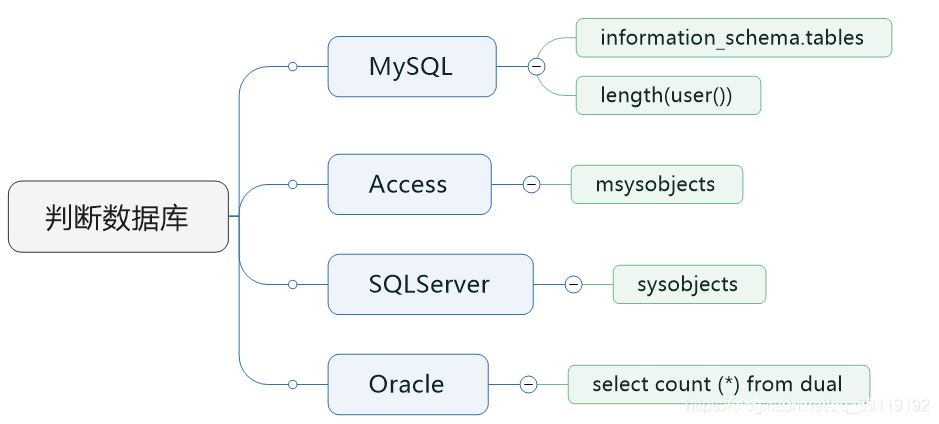 判断数据库
MySQL
information_schema.tables
length(user())
Access
msysobjects
SQLServer
sysobjects
Oracle
select count (*) from dual